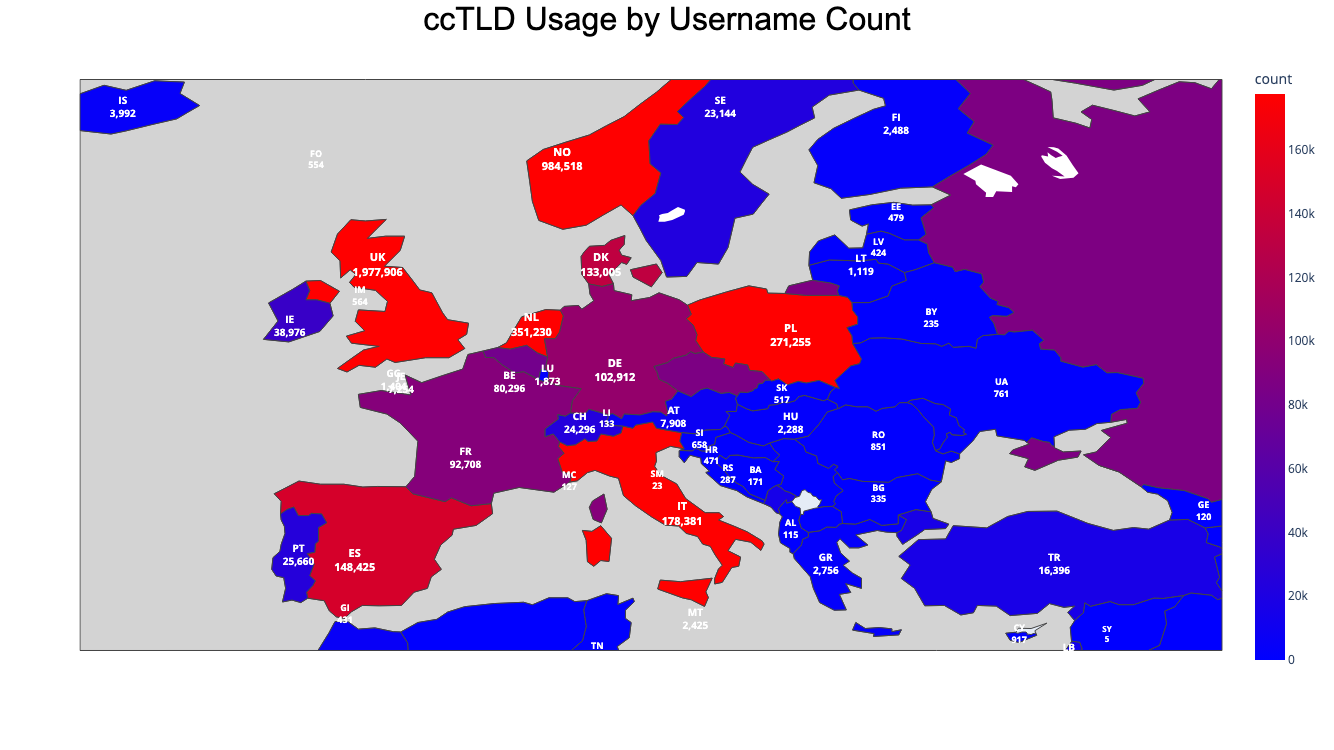 ccTLD Usage by Username Count
count
160k
140k
120k
100k
80k
60k
40k
20k
0
IS
3,992
FO
554
NO
984,518
SE
23,144
FI
2,488
EE
479
LV
424
LT
1,119
BY
235
UK
1,977,906
IM
564
IE
38,976
DK
133,005
NL
351,230
PL
271,255
DE
102,912
BE
80,296
LU
1,873
GG
UA
761
SK
517
CH
24,296
LI
133
AT
7,908
HU
2,288
SI
658
HR
471
RO
851
FR
92,708
MC
127
SM
23
RS
287
BA
171
BG
335
IT
178,381
AL
115
GE
120
PT
25,660
ES
148,425
GR
2,756
TR
16,396
GI
431
MT
2,425
TN
CY
917
SY
5